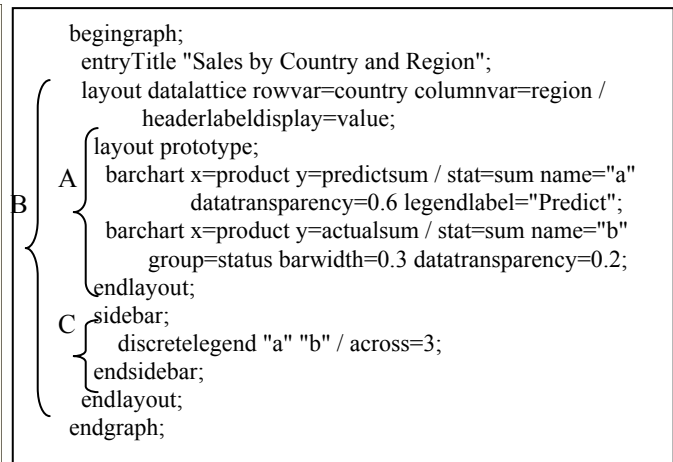 begingraph;
entryTitle "Sales by Country and Region";
layout datalattice rowvar=country columnvar=region /
headerlabeldisplay=value;
layout prototype;
A
barchart x=product y=predictsum / stat=sum name="a"
B
datatransparency=0.6 legendlabel="Predict";
barchart x=product y=actualsum / stat=sum name="b"
group=status barwidth=0.3 datatransparency=0.2;
endlayout;
C
sidebar;
discretelegend "a" "b" / across=3;
endsidebar;
endlayout;
endgraph;